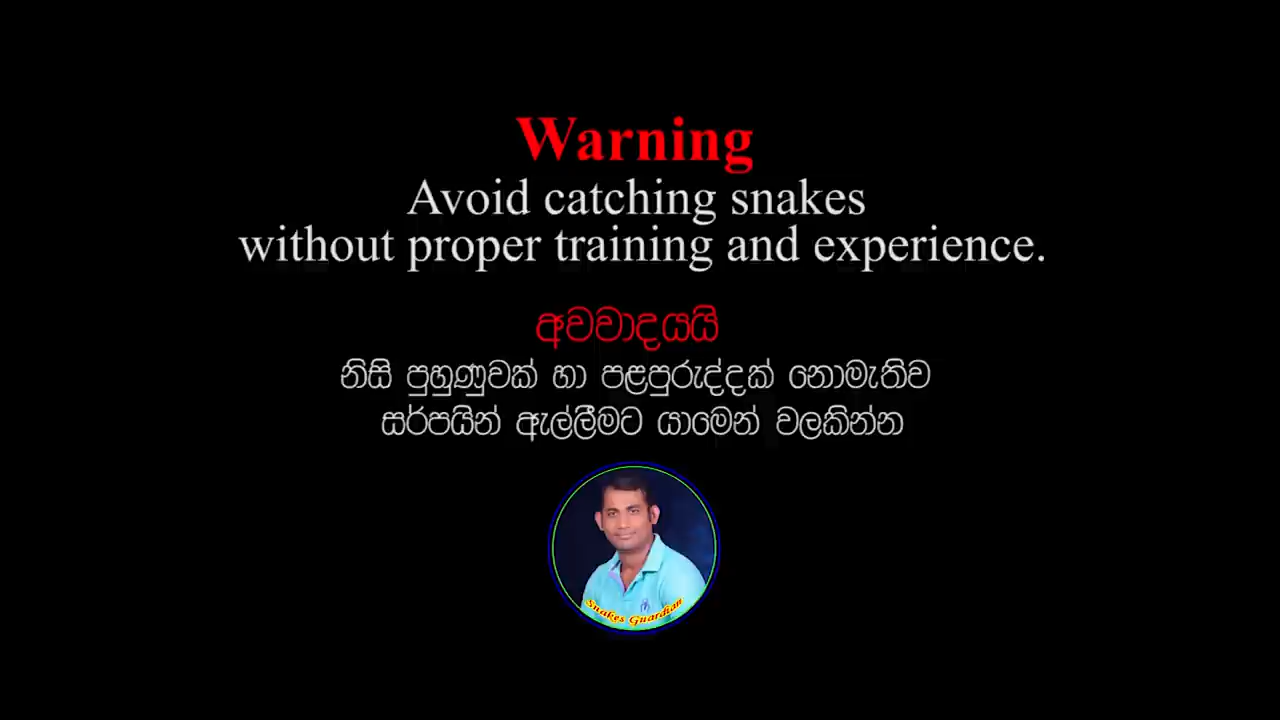 Warning
Avoid catching snakes
without proper training and experience.
අවවාදයයි
නිසි පුහුණුවක් හා පළපුරුද්දක් නොමැතිව
සර්පයින් ඇල්ලීමට යාමෙන් වලකින්න
Snakes Guardian